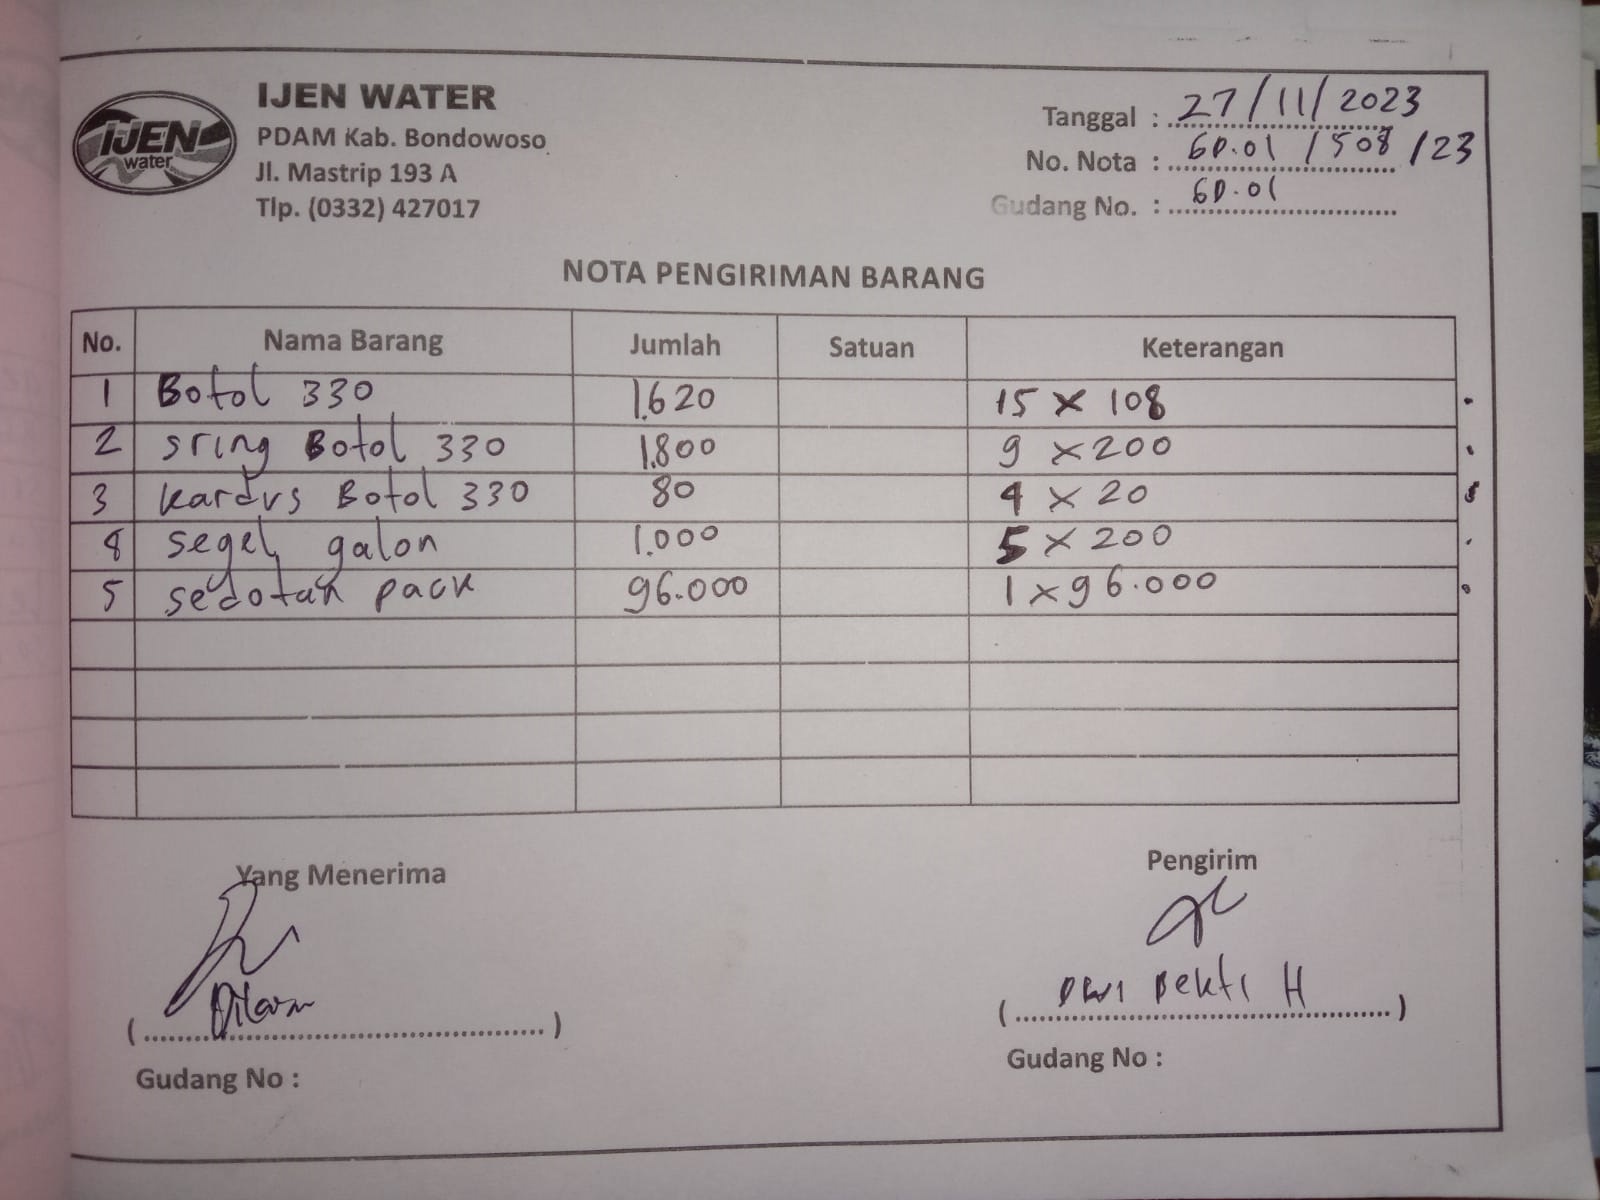 IJEN
water
IJEN WATER
PDAM Kab. Bondowoso
Jl. Mastrip 193 A
Tlp. (0332) 427017
Tanggal : 27/11/2023
No. Nota : GD.01 /508 /23
Gudang No. : GD.01
NOTA PENGIRIMAN BARANG
No. Nama Barang Jumlah Satuan Keterangan
1 Botol 330 1.620 15 x 108
2 sring Botol 330 1.800 9 x 200
3 kardus Botol 330 80 4 x 20
4 segel galon 1.000 5 x 200
5 sedotan pack 96.000 1 x 96.000
Yang Menerima
Pengirim
Dwi Bekti H
Gudang No :
Gudang No :